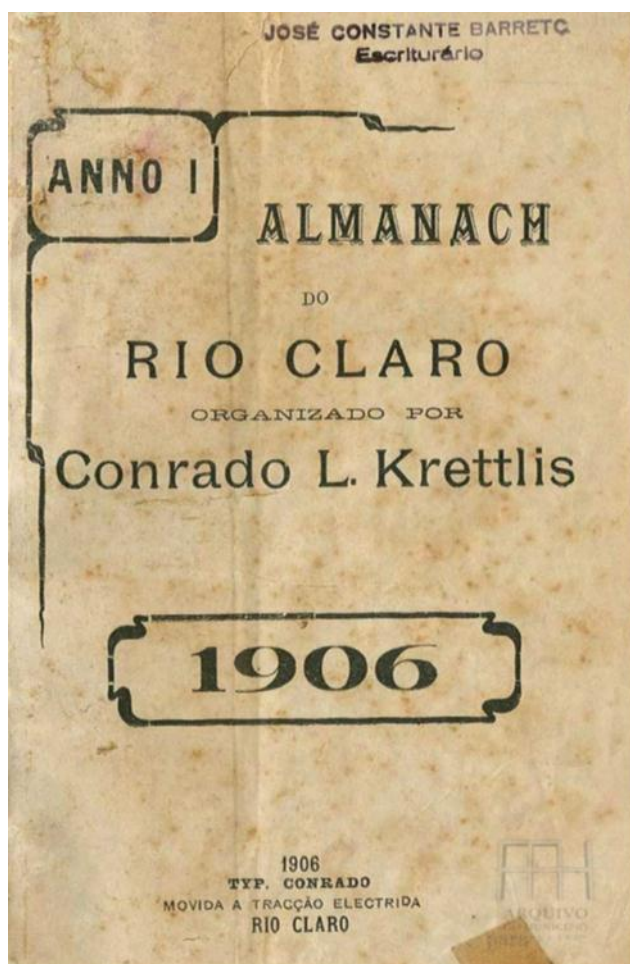 JOSÉ CONSTANTE BARRETO
Escriturário
ANNO I
ALMANACH
DO
RIO CLARO
ORGANIZADO POR
Conrado L. Krettlis
1906
1906
TYP. CONRADO
MOVIDA A TRACÇÃO ELECTRIDA
RIO CLARO
ARQUIVO